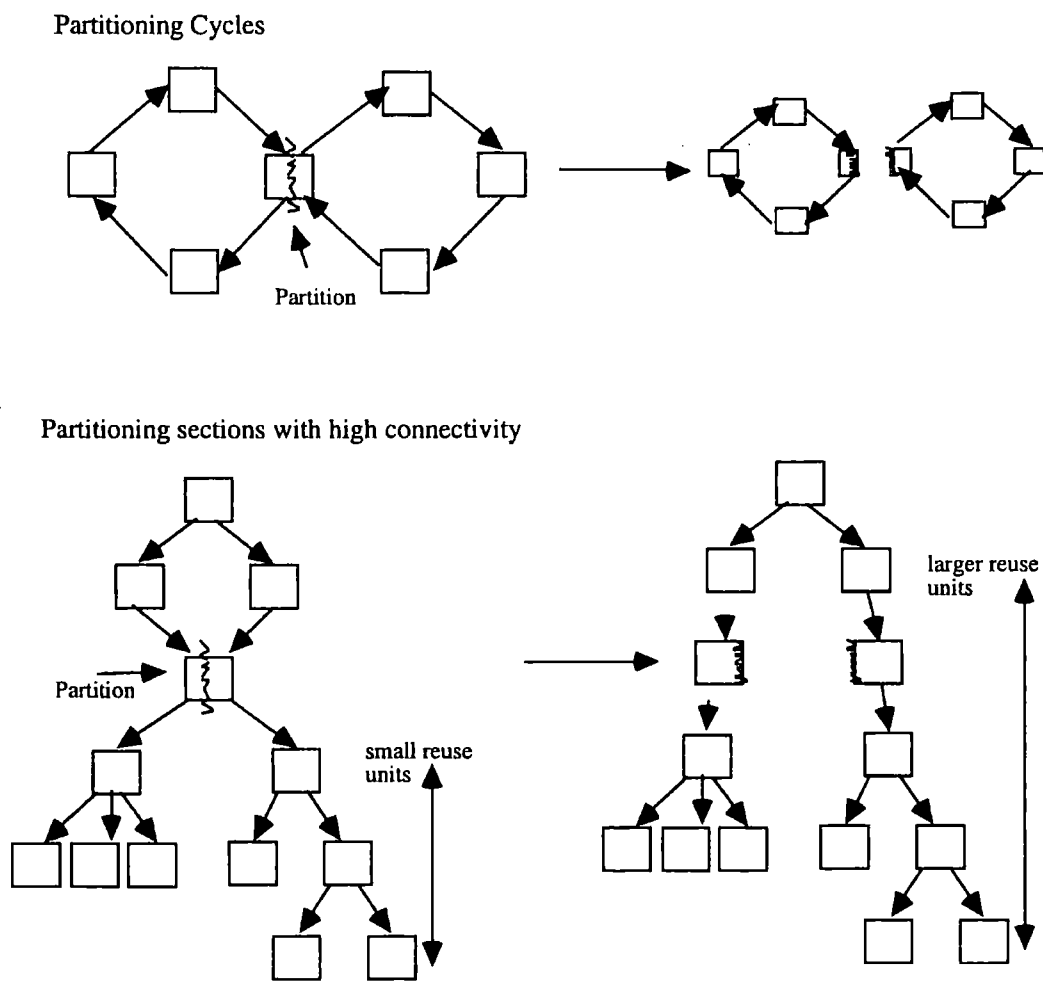 Partitioning Cycles
Partition
Partitioning sections with high connectivity
larger reuse
units
Partition
small reuse
units